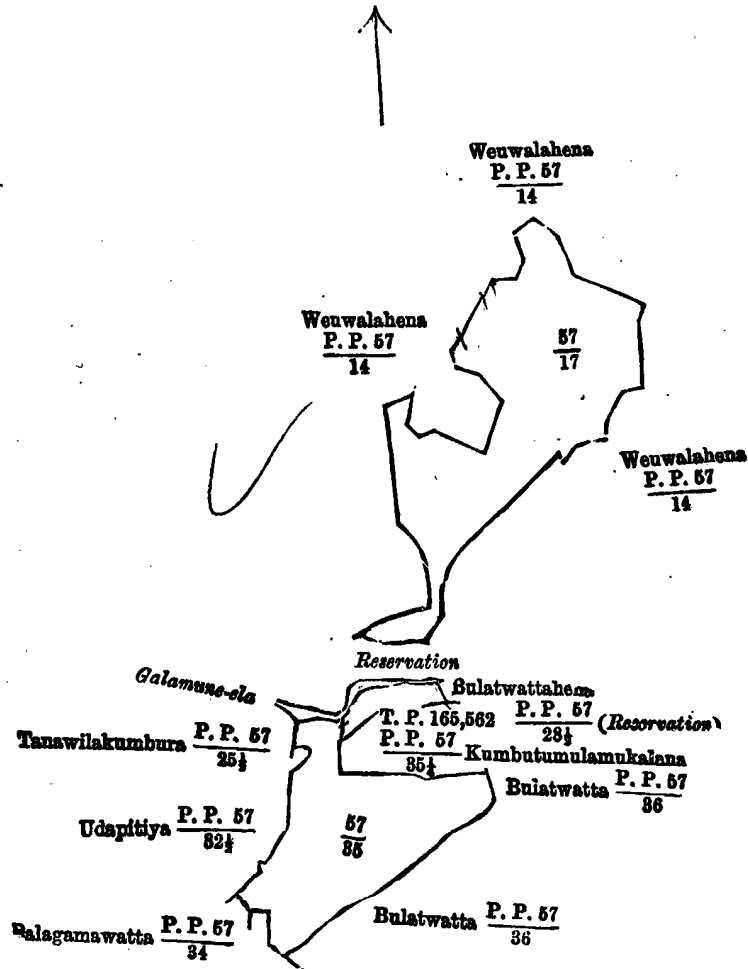 Weuwalahena
P. P. 57
14
Weuwalahena
P. P. 57
14
57
17
Weuwalahena
P. P. 57
14
Reservation
Galamune-ela
Bulatwattahena
T. P. 165,562 P. P. 57 (Reservation)
28½
P. P. 57 Kumbutumulamukalana
35¼
Tanawilakumbura P. P. 57
25½
Bulatwatta P. P. 57
36
Udapitiya P. P. 57
32½
57
35
P. P. 57
34
Bulatwatta P. P. 57
36